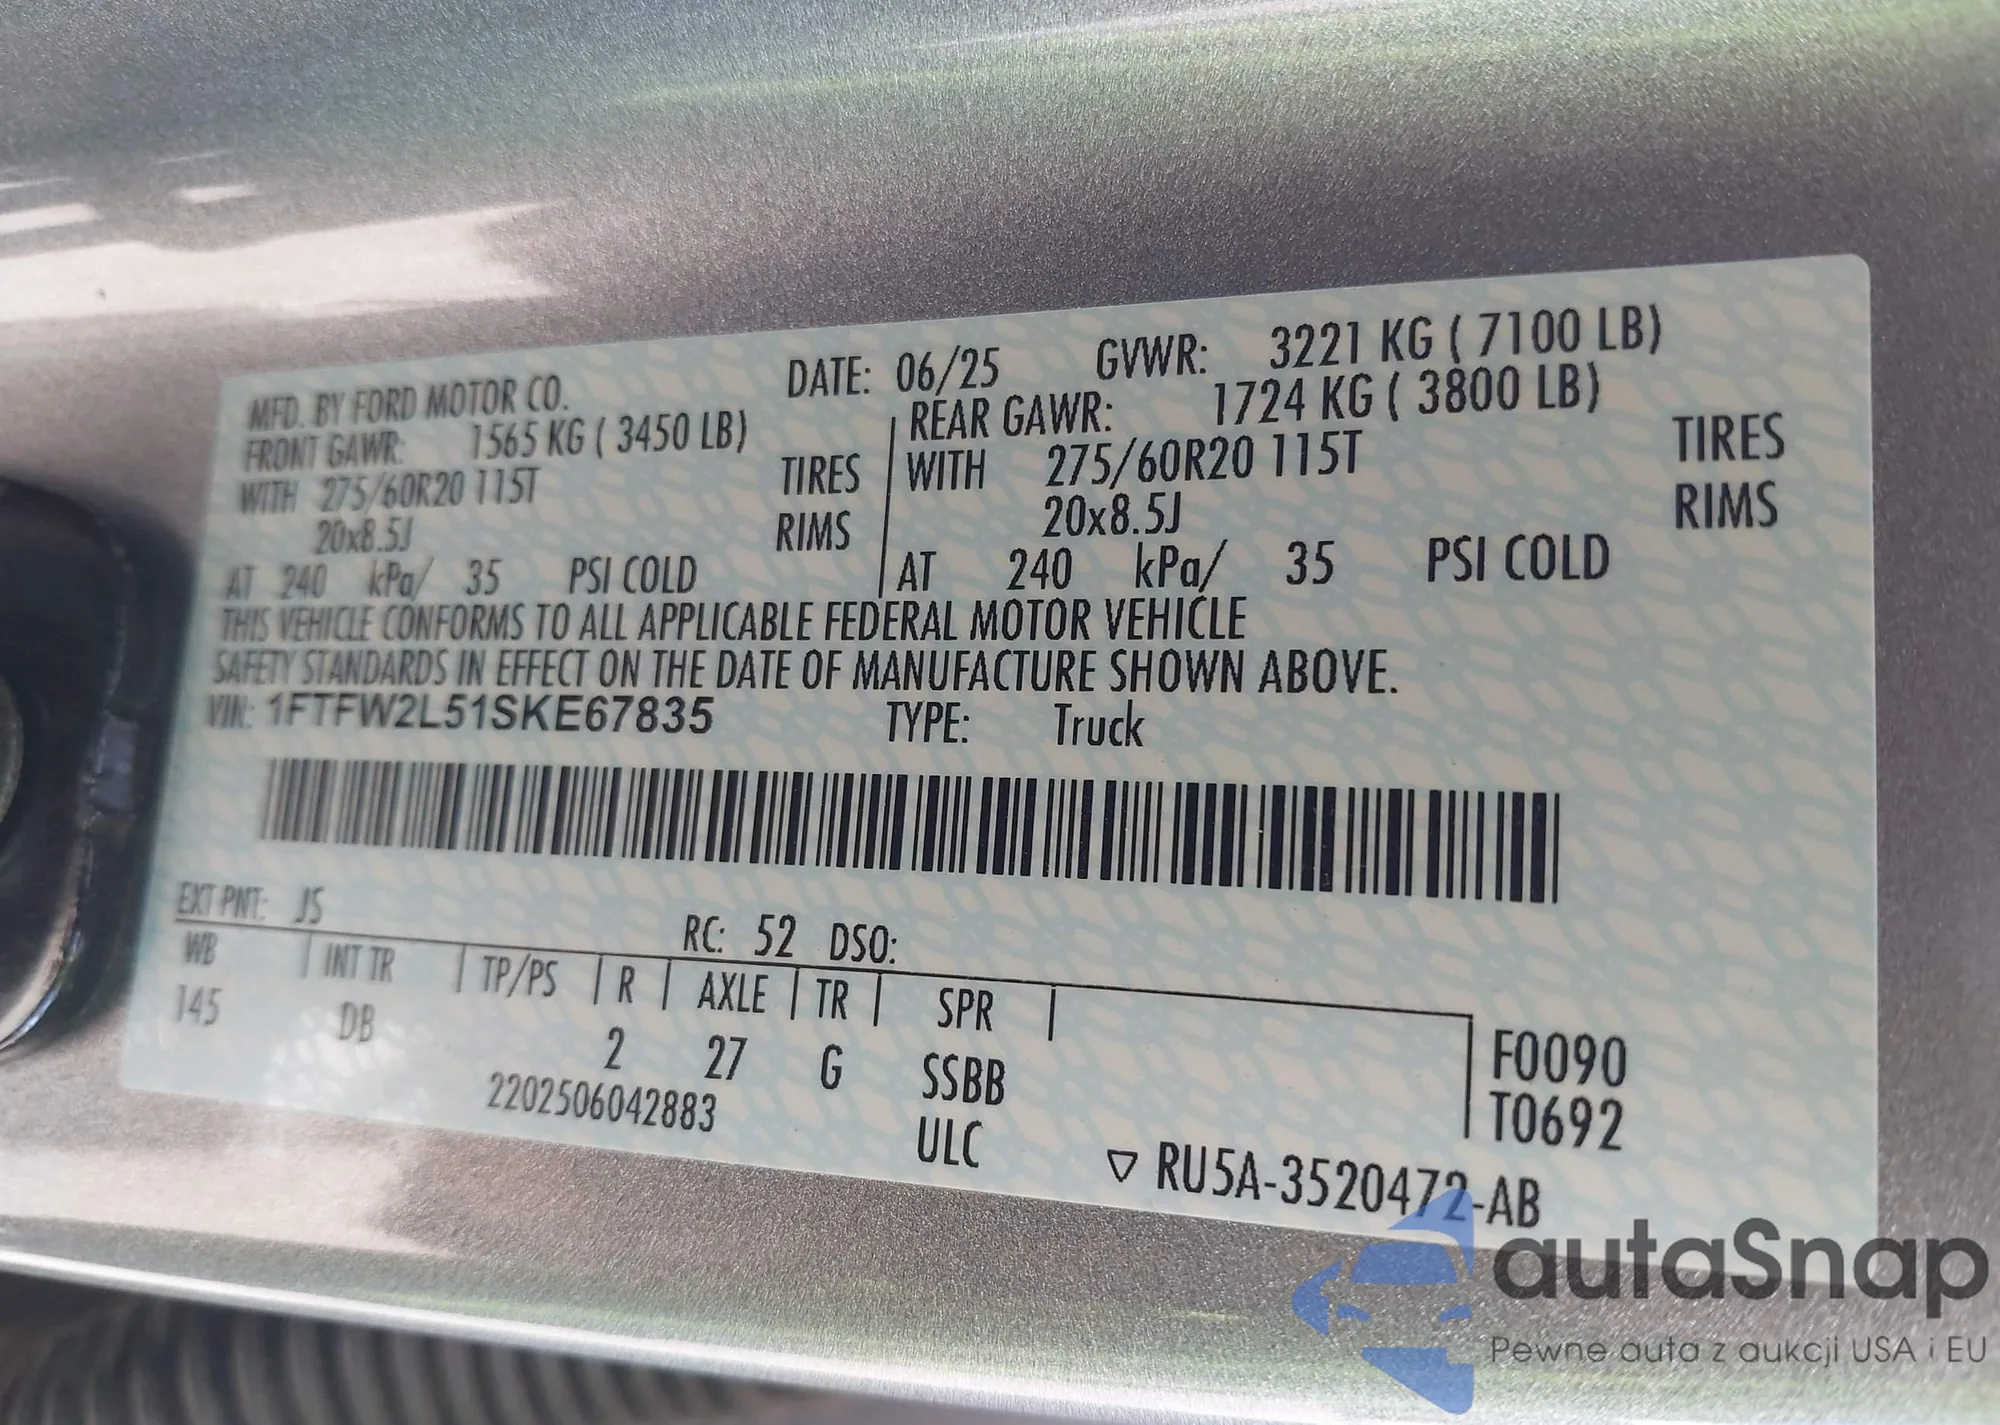 MFD. BY FORD MOTOR CO. DATE: 06/25 GVWR: 3221 KG ( 7100 LB)
FRONT GAWR: 1565 KG ( 3450 LB) REAR GAWR: 1724 KG ( 3800 LB)
WITH 275/60R20 115T TIRES WITH 275/60R20 115T TIRES
20x8.5J RIMS 20x8.5J RIMS
AT 240 kPa/ 35 PSI COLD AT 240 kPa/ 35 PSI COLD
THIS VEHICLE CONFORMS TO ALL APPLICABLE FEDERAL MOTOR VEHICLE
SAFETY STANDARDS IN EFFECT ON THE DATE OF MANUFACTURE SHOWN ABOVE.
VIN: 1FTFW2L51SKE67835 TYPE: Truck
EXT PNT: JS RC: 52 DSO:
WB INT TR TP/PS R AXLE TR SPR
145 DB 2 27 G SSBB F0090
2202506042883 ULC T0692
▽ RU5A-3520472-AB
autaSnap
Pewne auta z aukcji USA i EU